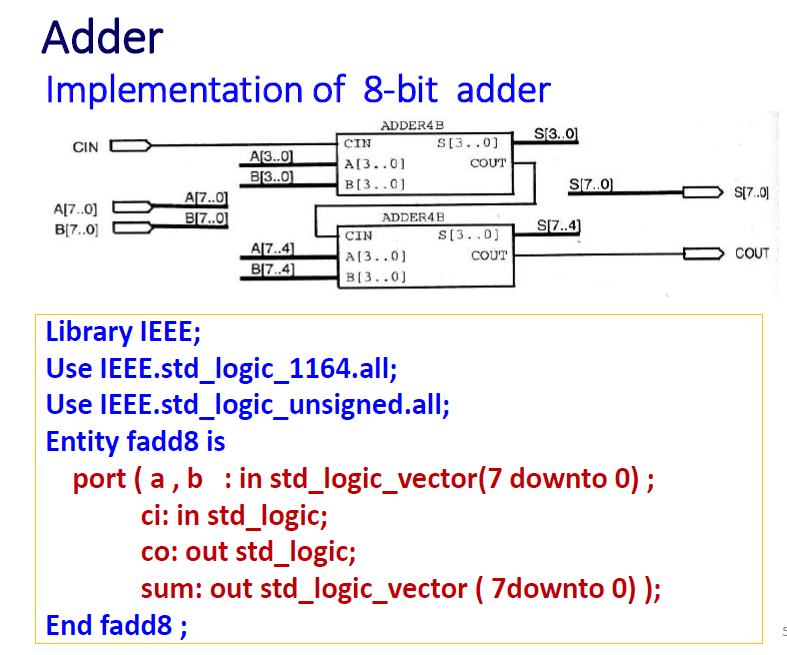 Adder
Implementation of 8-bit adder
ADDER4B
CIN
CIN S[3..0]
S[3..0]
A[3..0]
A[3..0] COUT
B[3..0]
B[3..0]
A[7..0]
A[7..0]
B[7..0]
B[7..0]
S[7..0]
S[7..0]
ADDER4B
CIN S[3..0]
S[7..4]
A[7..4]
A[3..0] COUT
COUT
B[7..4]
B[3..0]
Library IEEE;
Use IEEE.std_logic_1164.all;
Use IEEE.std_logic_unsigned.all;
Entity fadd8 is
port ( a , b : in std_logic_vector(7 downto 0) ;
ci: in std_logic;
co: out std_logic;
sum: out std_logic_vector ( 7downto 0) );
End fadd8 ;
5